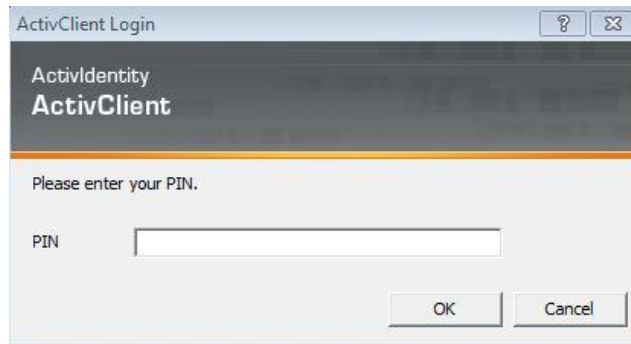 ActivClient Login
?
ActivIdentity
ActivClient
Please enter your PIN.
PIN
OK Cancel